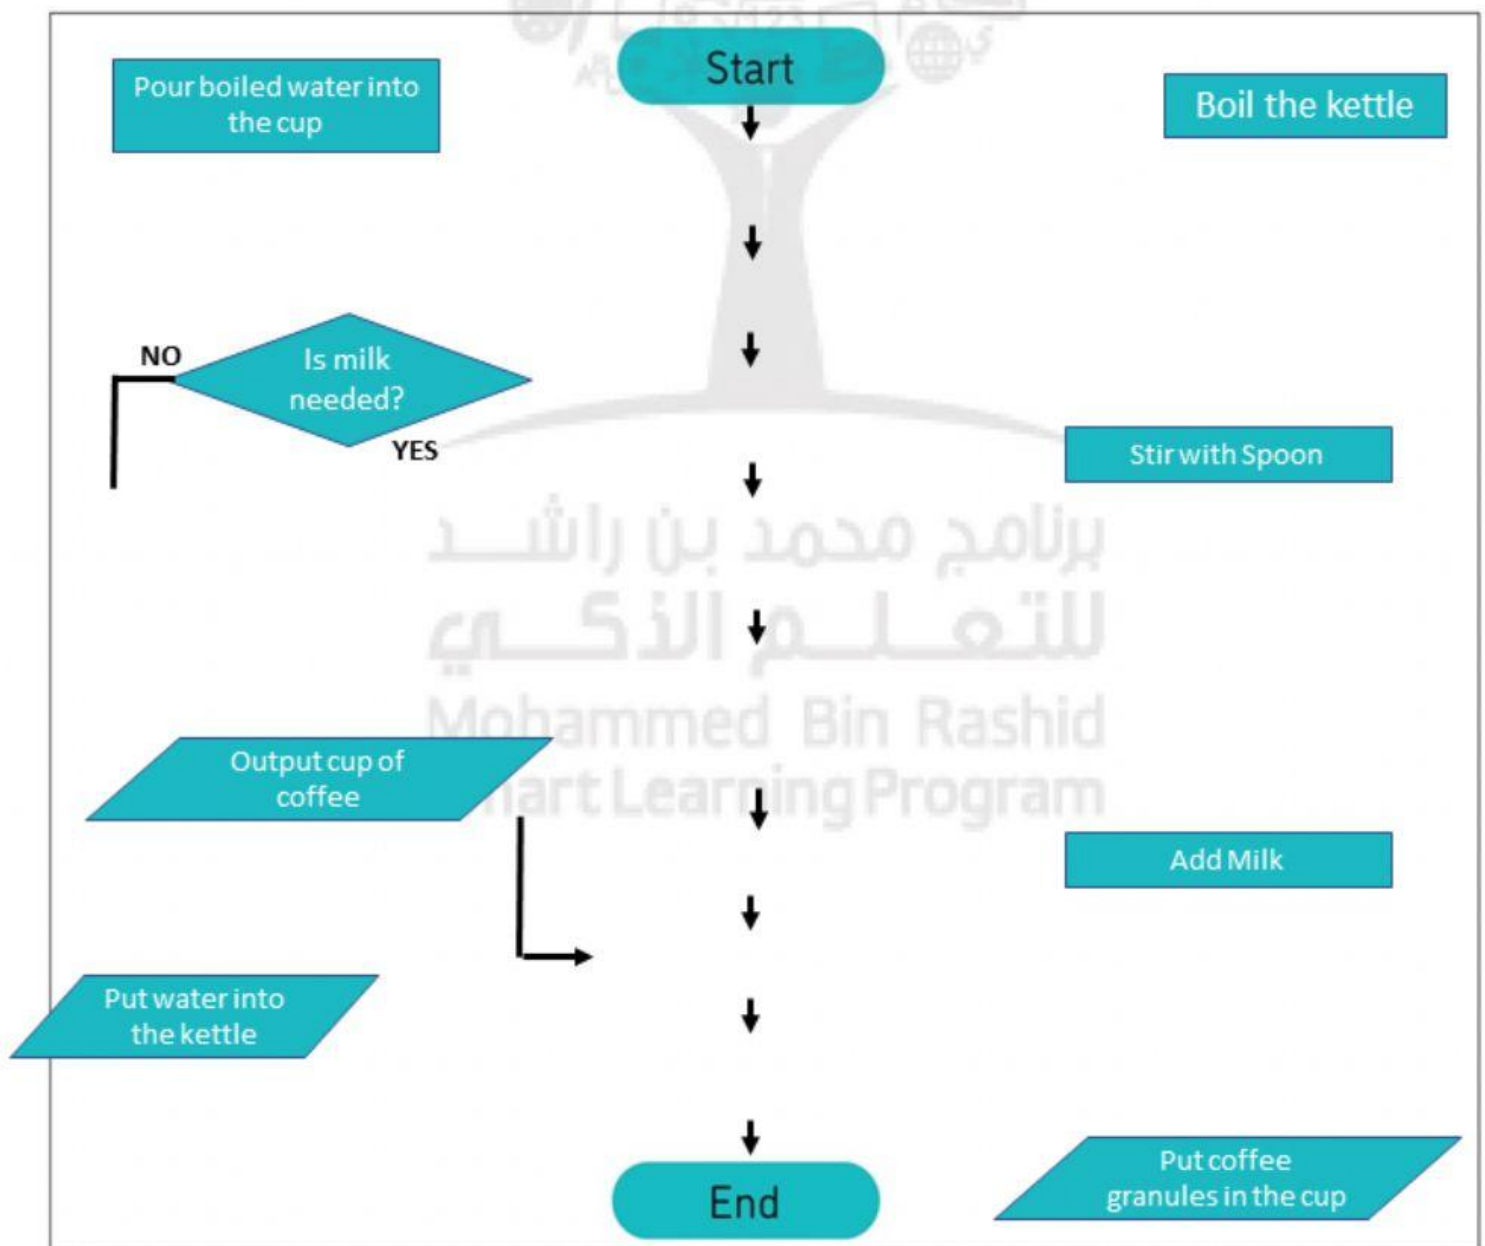 Start
Pour boiled water into
the cup
Boil the kettle
NO
Is milk
needed?
YES
Stir with Spoon
برنامج محمد بن راشد
للتعلم الذكي
Mohammed Bin Rashid
Smart Learning Program
Output cup of
coffee
Add Milk
Put water into
the kettle
Put coffee
granules in the cup
End